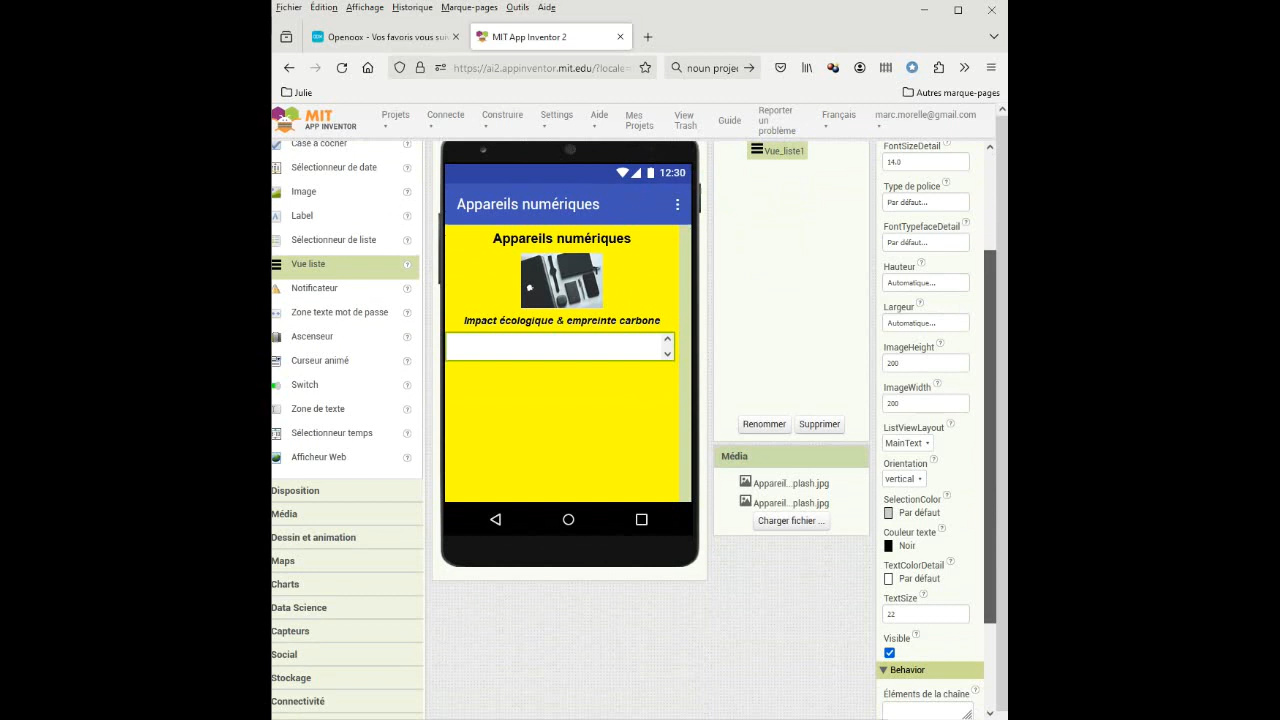 Fichier Édition Affichage Historique Marque-pages Outils Aide
Openoox - Vos favoris vous sui
MIT App Inventor 2
https://ai2.appinventor.mit.edu/?locale=
noun projec
Julie
Autres marque-pages
MIT
APP INVENTOR
Projets
Connecte
Construire
Settings
Aide
Mes
Projets
View
Trash
Guide
Reporter
un
problème
Français
marc.morelle@gmail.com
Case à cocher
Sélectionneur de date
Image
Label
Sélectionneur de liste
Vue liste
Notificateur
Zone texte mot de passe
Ascenseur
Curseur animé
Switch
Zone de texte
Sélectionneur temps
Afficheur Web
Disposition
Média
Dessin et animation
Maps
Charts
Data Science
Capteurs
Social
Stockage
Connectivité
12:30
Appareils numériques
Appareils numériques
Impact écologique & empreinte carbone
Vue_liste1
Renommer
Supprimer
Média
Appareil...plash.jpg
Appareil...plash.jpg
Charger fichier ...
FontSizeDetail
14.0
Type de police
Par défaut...
FontTypefaceDetail
Par défaut...
Hauteur
Automatique...
Largeur
Automatique...
ImageHeight
200
ImageWidth
200
ListViewLayout
MainText
Orientation
vertical
SelectionColor
Par défaut
Couleur texte
Noir
TextColorDetail
Par défaut
TextSize
22
Visible
Behavior
Éléments de la chaîne